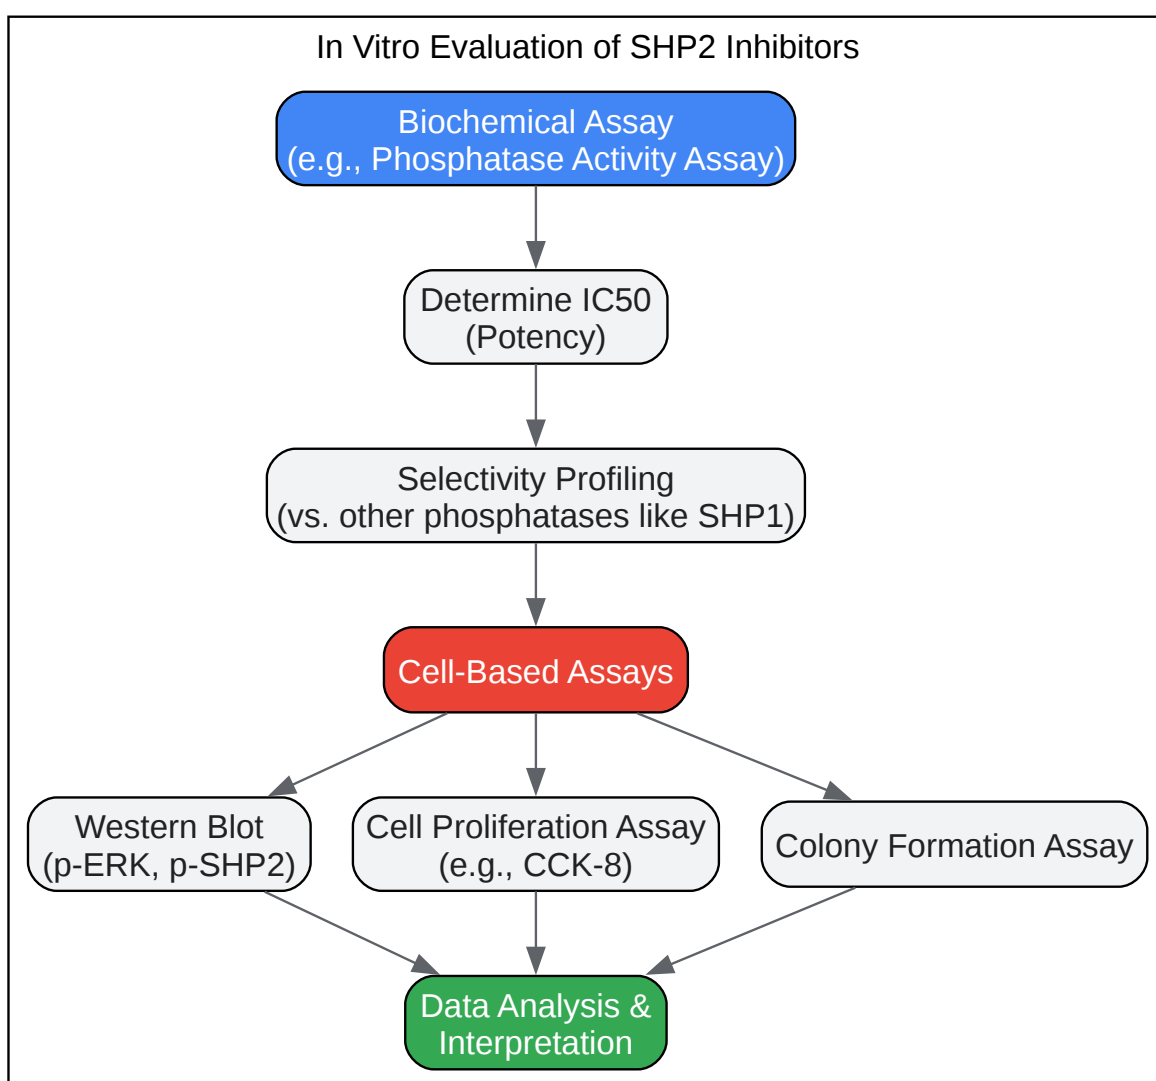 In Vitro Evaluation of SHP2 Inhibitors
Biochemical Assay
(e.g., Phosphatase Activity Assay)
Determine IC50
(Potency)
Selectivity Profiling
(vs. other phosphatases like SHP1)
Cell-Based Assays
Western Blot
(p-ERK, p-SHP2)
Cell Proliferation Assay
(e.g., CCK-8)
Colony Formation Assay
Data Analysis &
Interpretation